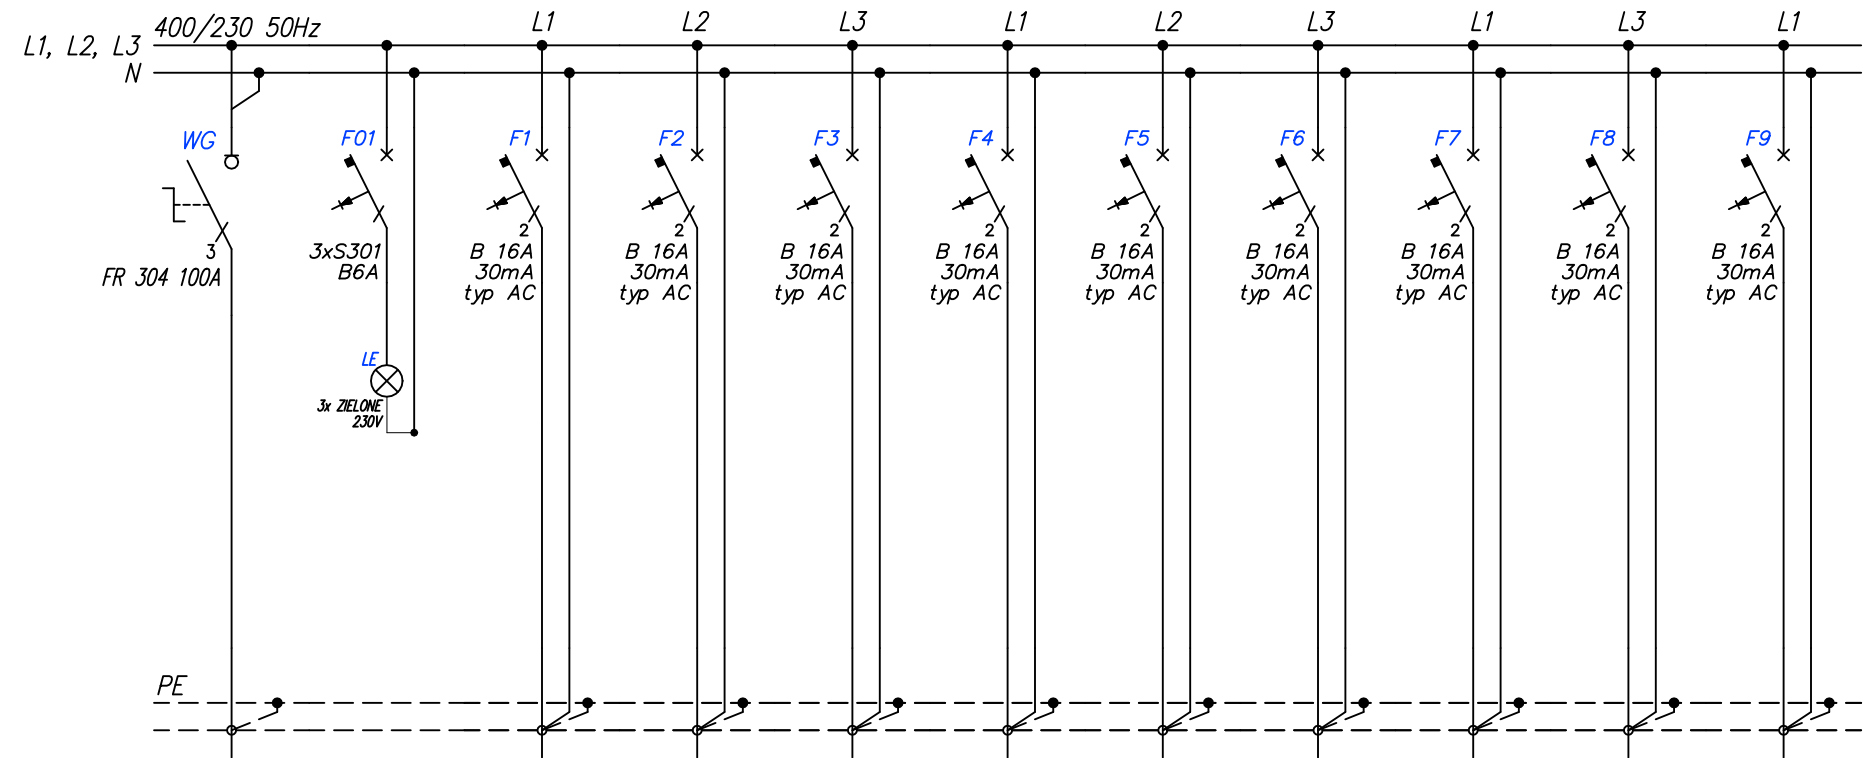 400/230 50Hz L1 L2 L3 L1 L2 L3 L1 L3 L1
L1, L2, L3
N
WG F01 F1 F2 F3 F4 F5 F6 F7 F8 F9
3 2 2 2 2 2 2 2 2 2
3xS301 B 16A B 16A B 16A B 16A B 16A B 16A B 16A B 16A B 16A
FR 304 100A B6A 30mA 30mA 30mA 30mA 30mA 30mA 30mA 30mA 30mA
typ AC typ AC typ AC typ AC typ AC typ AC typ AC typ AC typ AC
LE
3x ZIELONE
230V
PE